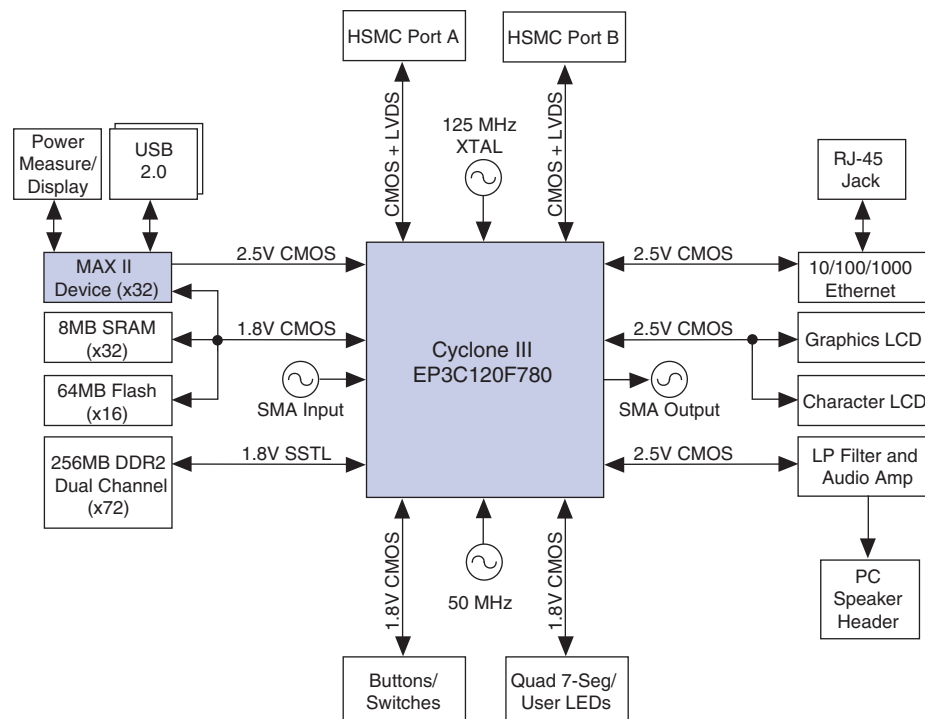 HSMC Port A
HSMC Port B
CMOS + LVDS
125 MHz
XTAL
CMOS + LVDS
Power
Measure/
Display
USB
2.0
RJ-45
Jack
MAX II
Device (x32)
2.5V CMOS
2.5V CMOS
10/100/1000
Ethernet
8MB SRAM
(x32)
1.8V CMOS
Cyclone III
EP3C120F780
2.5V CMOS
Graphics LCD
64MB Flash
(x16)
SMA Input
SMA Output
Character LCD
256MB DDR2
Dual Channel
(x72)
1.8V SSTL
2.5V CMOS
LP Filter and
Audio Amp
1.8V CMOS
50 MHz
1.8V CMOS
PC
Speaker
Header
Buttons/
Switches
Quad 7-Seg/
User LEDs